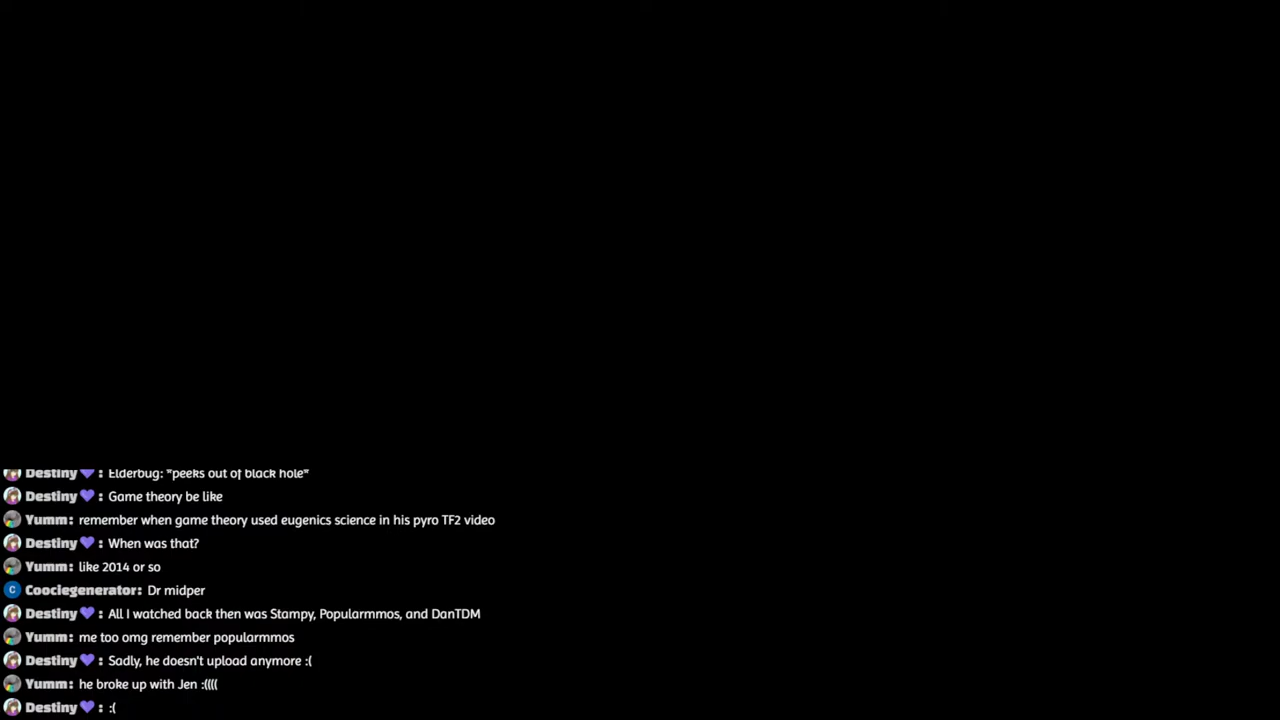 Destiny💜: Elderbug: "peeks out of black hole"
Destiny💜: Game theory be like
Yumm: remember when game theory used eugenics science in his pyro TF2 video
Destiny💜: When was that?
Yumm: like 2014 or so
C Cooclegenerator: Dr midper
Destiny💜: All I watched back then was Stampy, Popularmmos, and DanTDM
Yumm: me too omg remember popularmmos
Destiny💜: Sadly, he doesn't upload anymore :(
Yumm: he broke up with Jen :((((
Destiny💜: :(